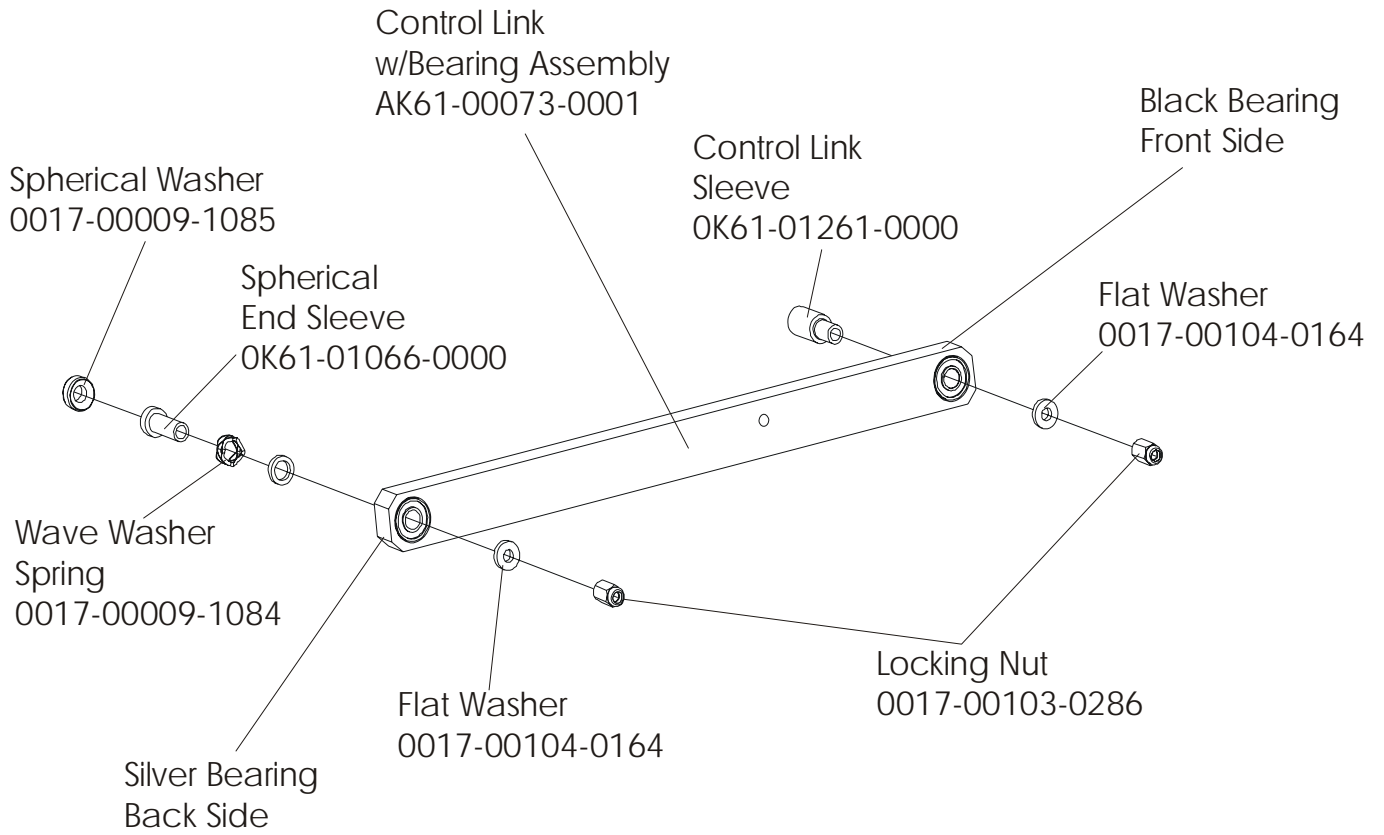 Control Link
w/Bearing Assembly
AK61-00073-0001
Black Bearing
Front Side
Control Link
Sleeve
0K61-01261-0000
Spherical Washer
0017-00009-1085
Spherical
End Sleeve
0K61-01066-0000
Flat Washer
0017-00104-0164
Wave Washer
Spring
0017-00009-1084
Locking Nut
0017-00103-0286
Flat Washer
0017-00104-0164
Silver Bearing
Back Side